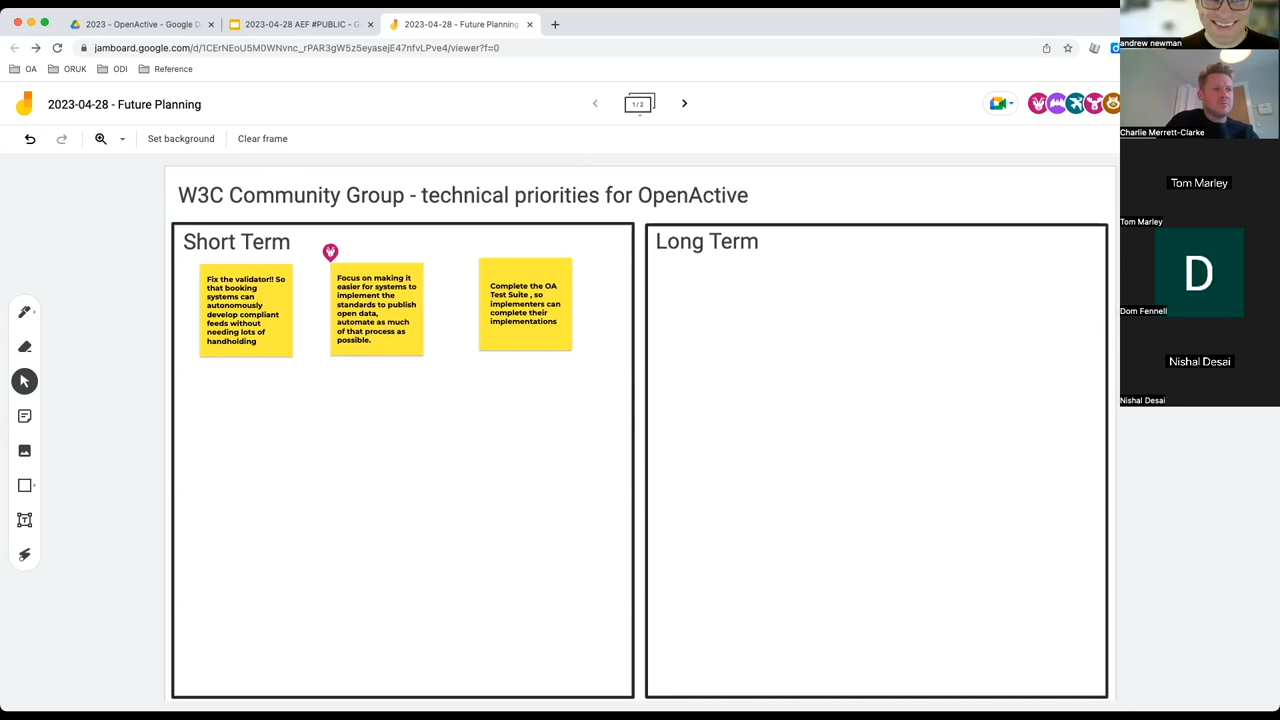 2023 - OpenActive - Google D
2023-04-28 AEF #PUBLIC - G
2023-04-28 - Future Planning
jamboard.google.com/d/1CErNEoU5M0WNvnc_rPAR3gW5z5eyasejE47nfvLPve4/viewer?f=0
OA
ORUK
ODI
Reference
2023-04-28 - Future Planning
1/2
Set background
Clear frame
W3C Community Group - technical priorities for OpenActive
Short Term
Fix the validator!! So
that booking
systems can
autonomously
develop compliant
feeds without
needing lots of
handholding
Focus on making it
easier for systems to
implement the
standards to publish
open data,
automate as much
of that process as
possible.
Complete the OA
Test Suite , so
implementers can
complete their
implementations
Long Term
andrew newman
Charlie Merrett-Clarke
Tom Marley
Tom Marley
D
Dom Fennell
Nishal Desai
Nishal Desai